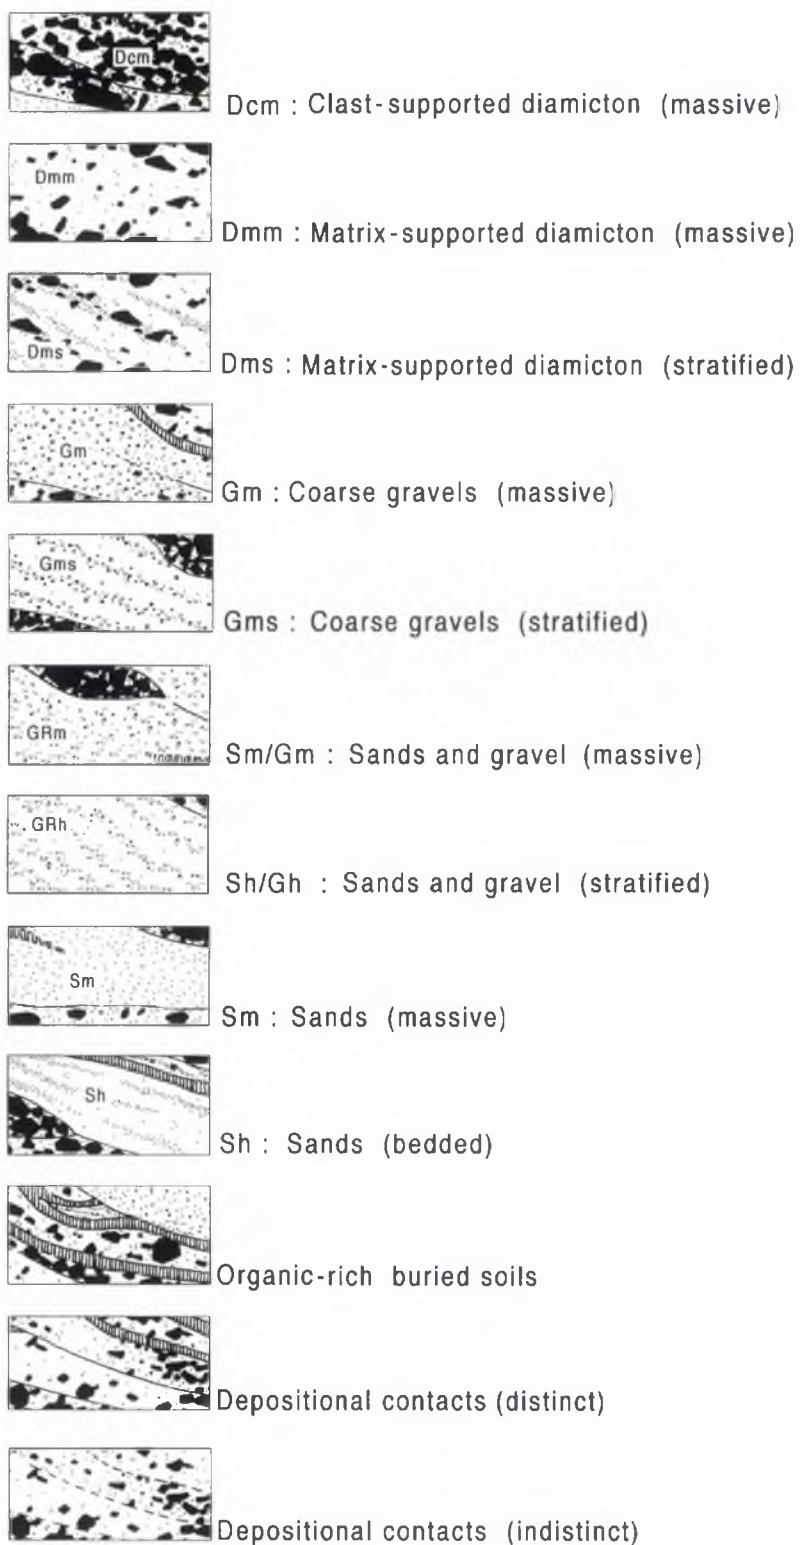 Dcm
Dcm : Clast-supported diamicton (massive)
Dmm
Dmm : Matrix-supported diamicton (massive)
Dms
Dms : Matrix-supported diamicton (stratified)
Gm
Gm : Coarse gravels (massive)
Gms
Gms : Coarse gravels (stratified)
GRm
Sm/Gm : Sands and gravel (massive)
GRh
Sh/Gh : Sands and gravel (stratified)
Sm
Sm : Sands (massive)
Sh
Sh : Sands (bedded)
Organic-rich buried soils
Depositional contacts (distinct)
Depositional contacts (indistinct)